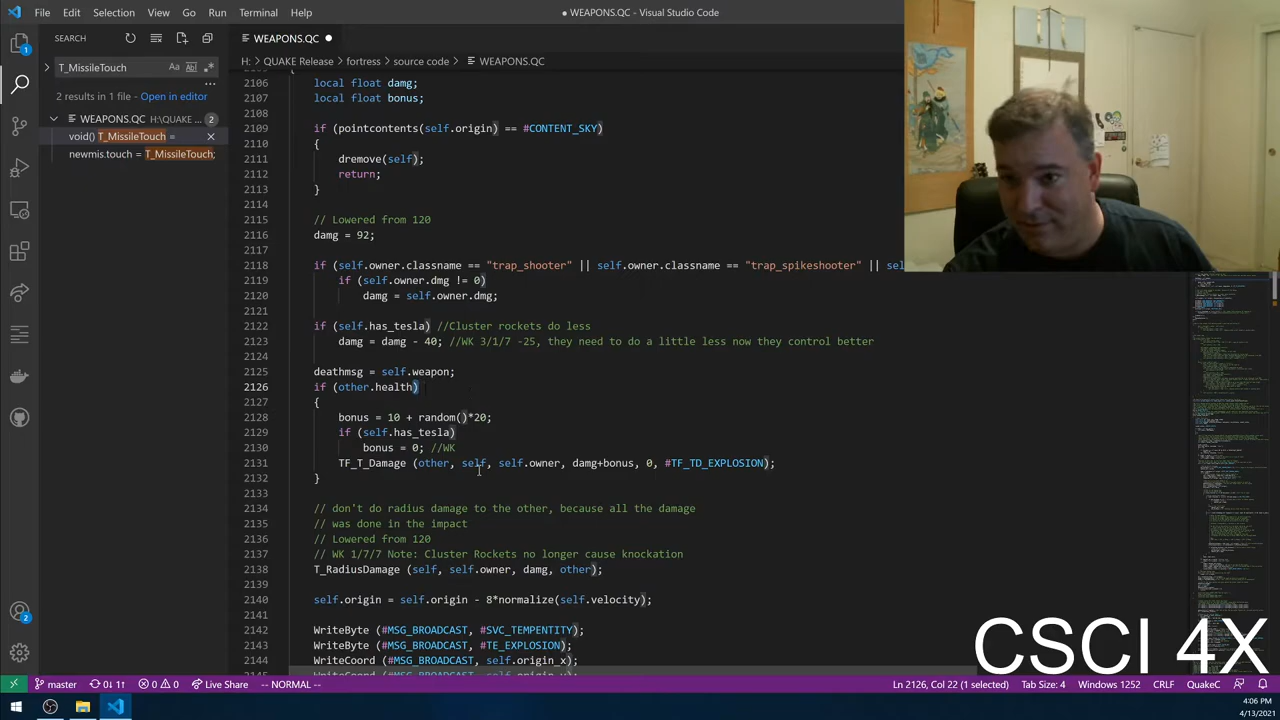 File Edit Selection View Go Run Terminal Help
● WEAPONS.QC - Visual Studio Code
SEARCH
WEAPONS.QC ●
T_MissileTouch
Aa
2 results in 1 file - Open in editor
WEAPONS.QC H:\QUAKE ... 2
void() T_MissileTouch =
newmis.touch = T_MissileTouch;
H: > QUAKE Release > fortress > source code > WEAPONS.QC
2106 local float damg;
2107 local float bonus;
2108
2109 if (pointcontents(self.origin) == #CONTENT_SKY)
2110 {
2111 dremove(self);
2112 return;
2113 }
2114
2115 // Lowered from 120
2116 damg = 92;
2117
2118 if (self.owner.classname == "trap_shooter" || self.owner.classname == "trap_spikeshooter" || sel
2119 if (self.owner.dmg != 0)
2120 damg = self.owner.dmg;
2121
2122 if (self.has_tesla) //Clusterrockets do less
2123 damg = damg - 40; //WK 3/24/6s, they need to do a little less now they control better
2124
2125 deathmsg = self.weapon;
2126 if (other.health)
2127 {
2128 bonus = 10 + random()*20;
2129 if (self.has_tesla)
2130 bonus = 0; //WK
2131 TF_T_Damage (other, self, self.owner, damg+bonus, 0, #TF_TD_EXPLOSION);
2132 }
2133
2134 // don't do radius damage to the other, because all the damage
2135 // was done in the impact
2136 // Lowered from 120
2137 // WK Note: Cluster Rockets no longer cause knockation
2138 T_RadiusDamage (self, self.owner, damg, other);
2139
2140 self.origin = self.origin - 8*normalize(self.velocity);
2141
2142 WriteByte (#MSG_BROADCAST, #SVC_TEMPENTITY);
2143 WriteByte (#MSG_BROADCAST, #TE_EXPLOSION);
2144 WriteCoord (#MSG_BROADCAST, self.origin_x);
CSCI 4X
0 0 -- NORMAL --
Live Share
Ln 2126, Col 22 (1 selected) Tab Size: 4 Windows 1252 CRLF QuakeC
4:06 PM
4/13/2021